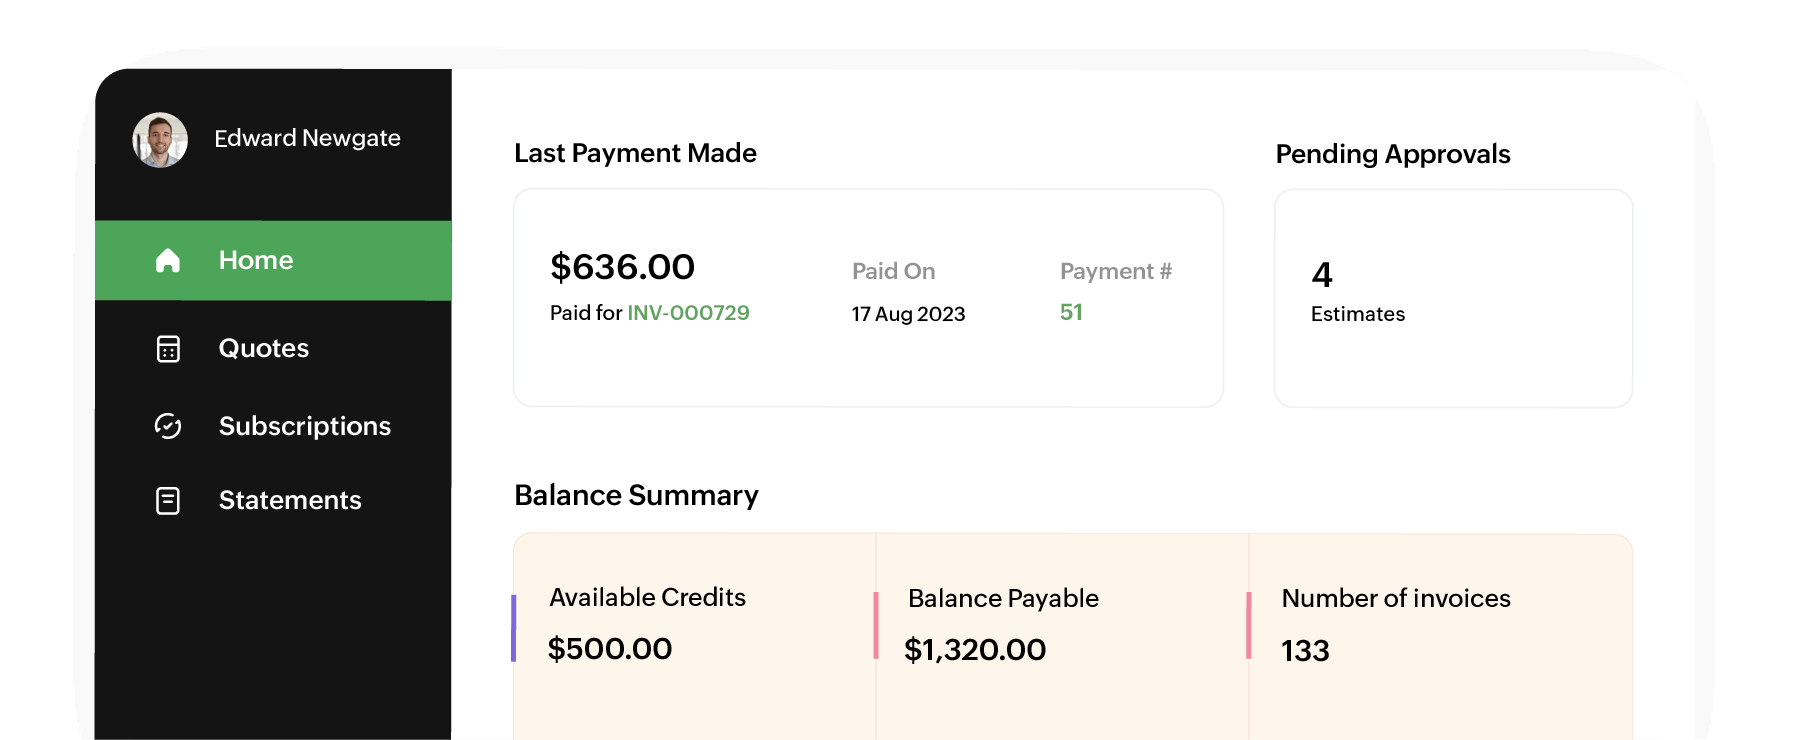 Edward Newgate
Home
Quotes
Subscriptions
Statements
Last Payment Made
$636.00
Paid for INV-000729
Paid On
17 Aug 2023
Payment #
51
Pending Approvals
4
Estimates
Balance Summary
Available Credits
$500.00
Balance Payable
$1,320.00
Number of invoices
133